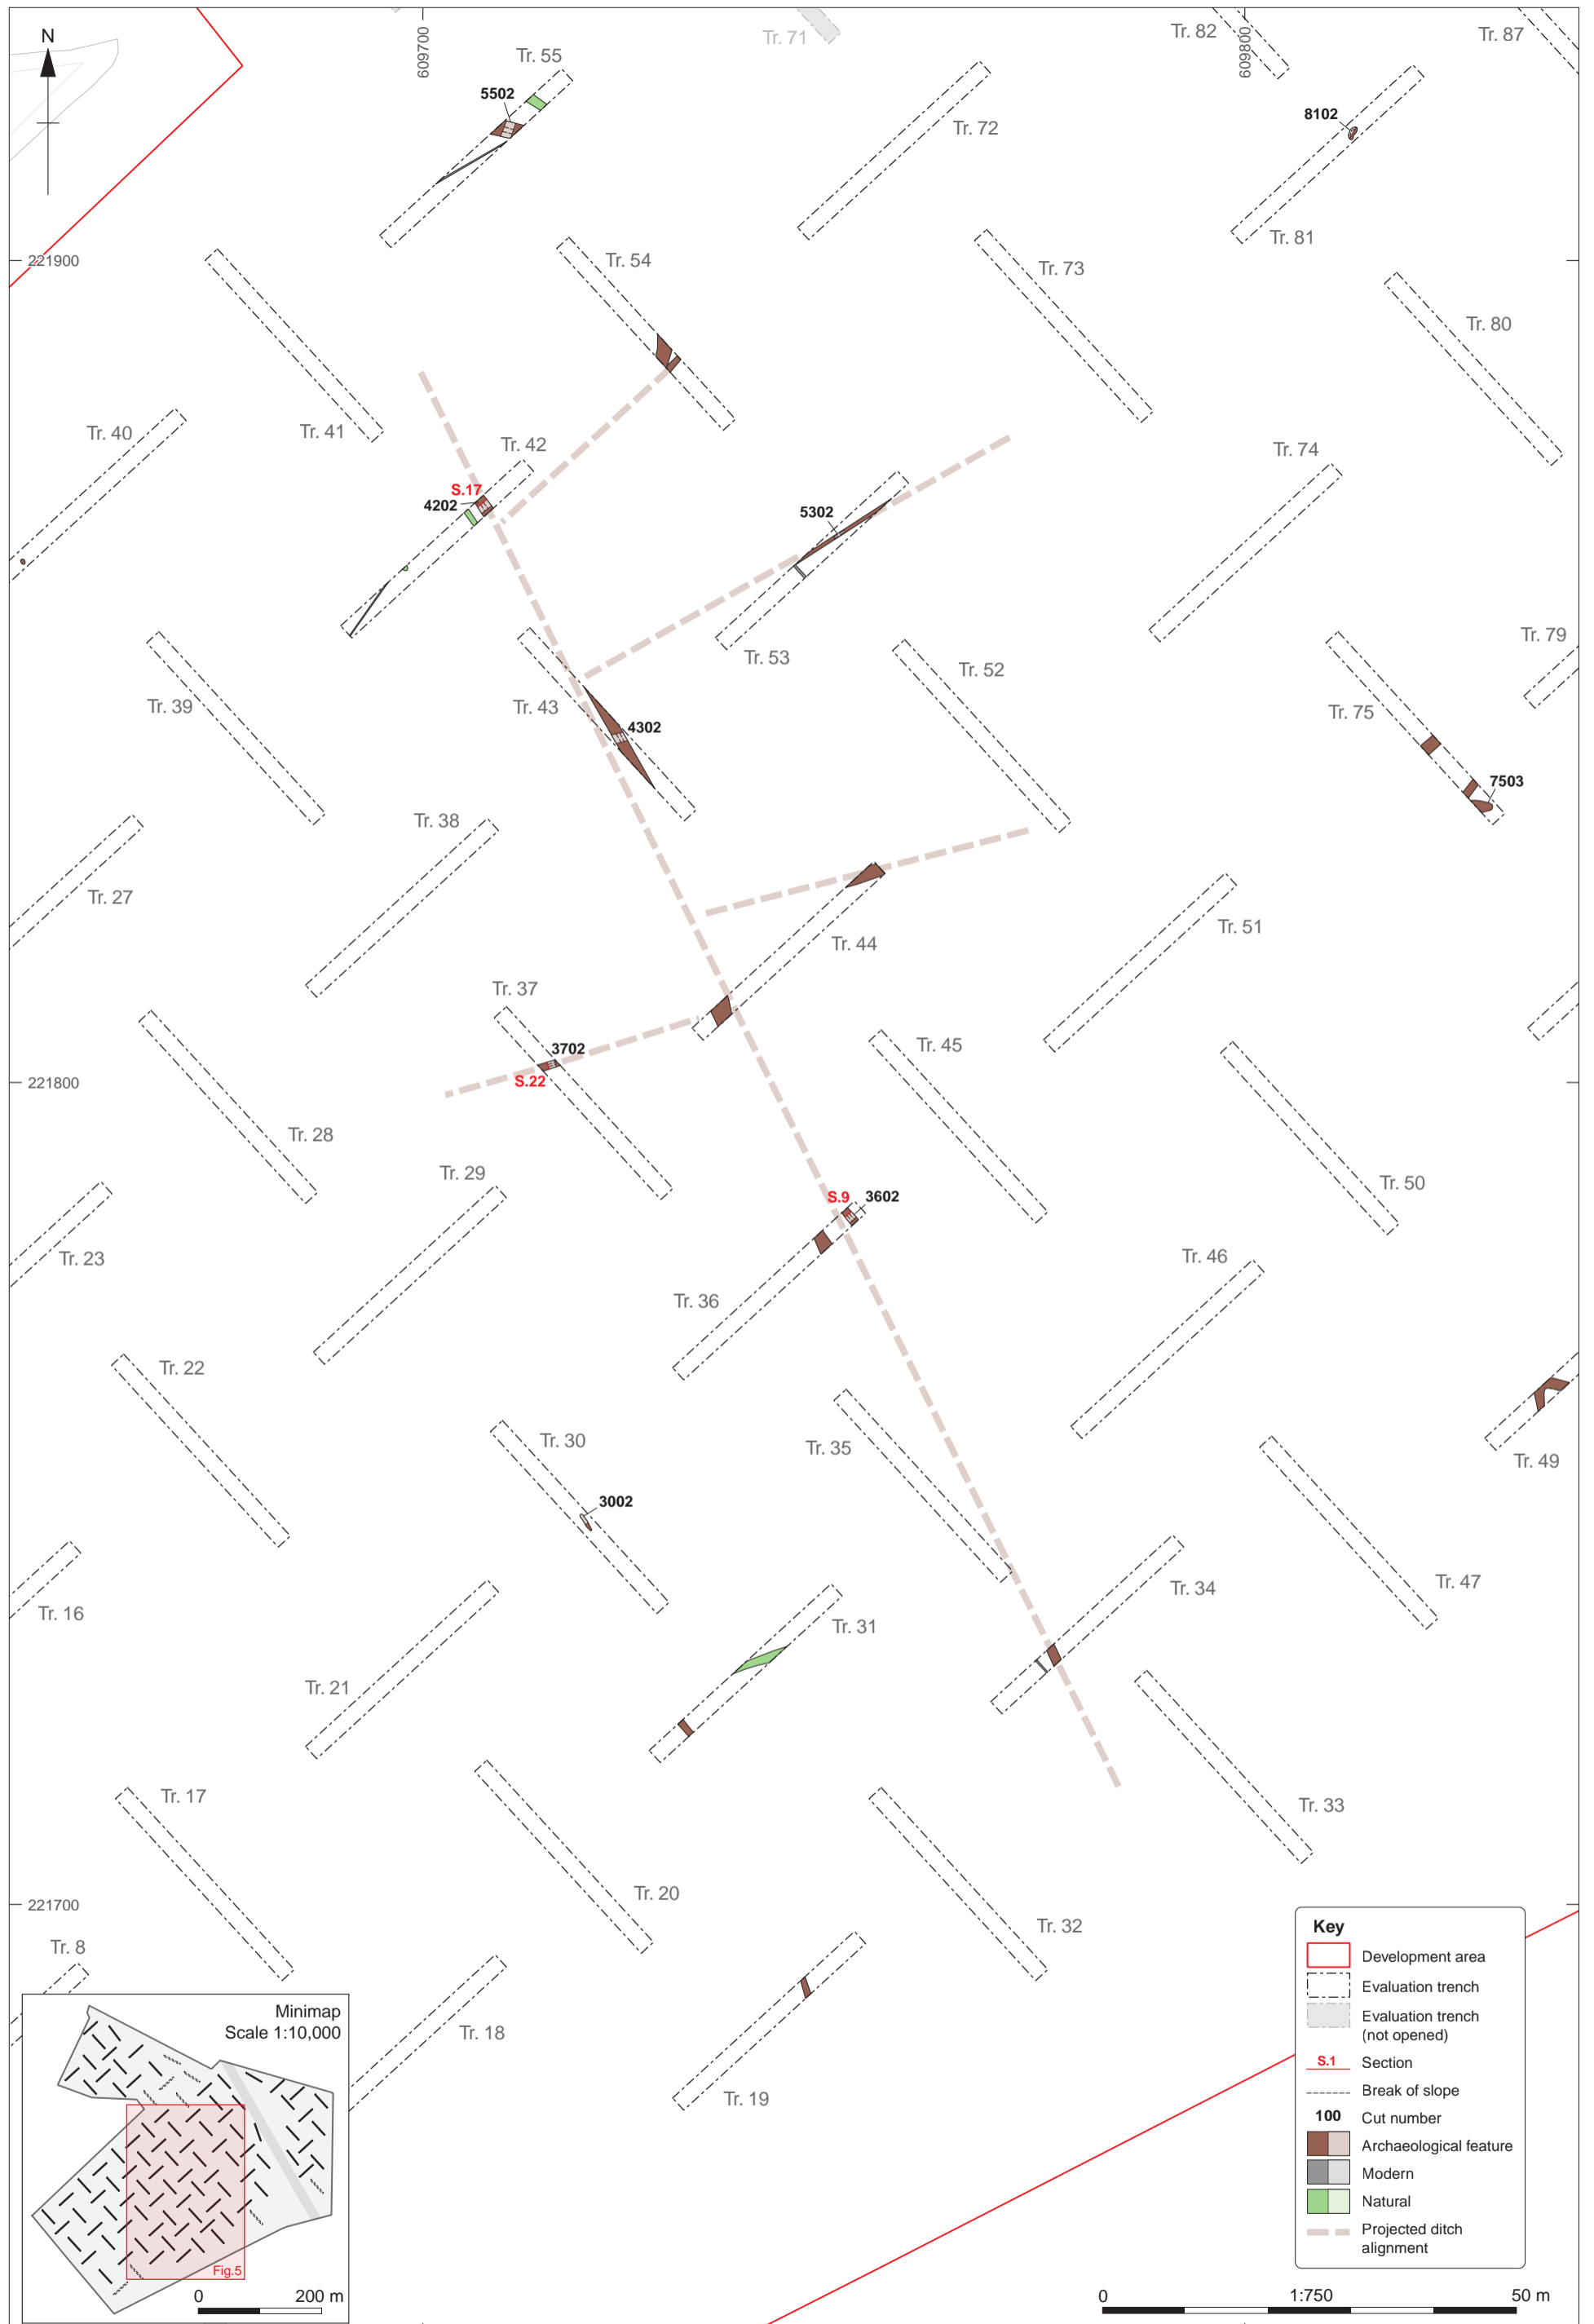 609700
609800
Tr. 71
Tr. 82
Tr. 87
N
Tr. 55
5502
8102
Tr. 72
Tr. 81
221900
Tr. 54
Tr. 73
Tr. 80
Tr. 40
Tr. 41
Tr. 42
Tr. 74
S.17
4202
5302
Tr. 79
Tr. 53
Tr. 52
Tr. 39
Tr. 43
Tr. 75
4302
7503
Tr. 38
Tr. 27
Tr. 51
Tr. 44
Tr. 37
Tr. 45
3702
S.22
221800
Tr. 28
Tr. 29
Tr. 50
S.9
3602
Tr. 23
Tr. 46
Tr. 36
Tr. 22
Tr. 30
Tr. 35
Tr. 49
3002
Tr. 47
Tr. 34
Tr. 16
Tr. 31
Tr. 21
Tr. 17
Tr. 33
Tr. 20
221700
Tr. 32
Tr. 8
Tr. 18
Tr. 19
Minimap
Scale 1:10,000
Fig.5
0 200 m
Key
Development area
Evaluation trench
Evaluation trench
(not opened)
S.1 Section
Break of slope
100 Cut number
Archaeological feature
Modern
Natural
Projected ditch
alignment
0 1:750 50 m